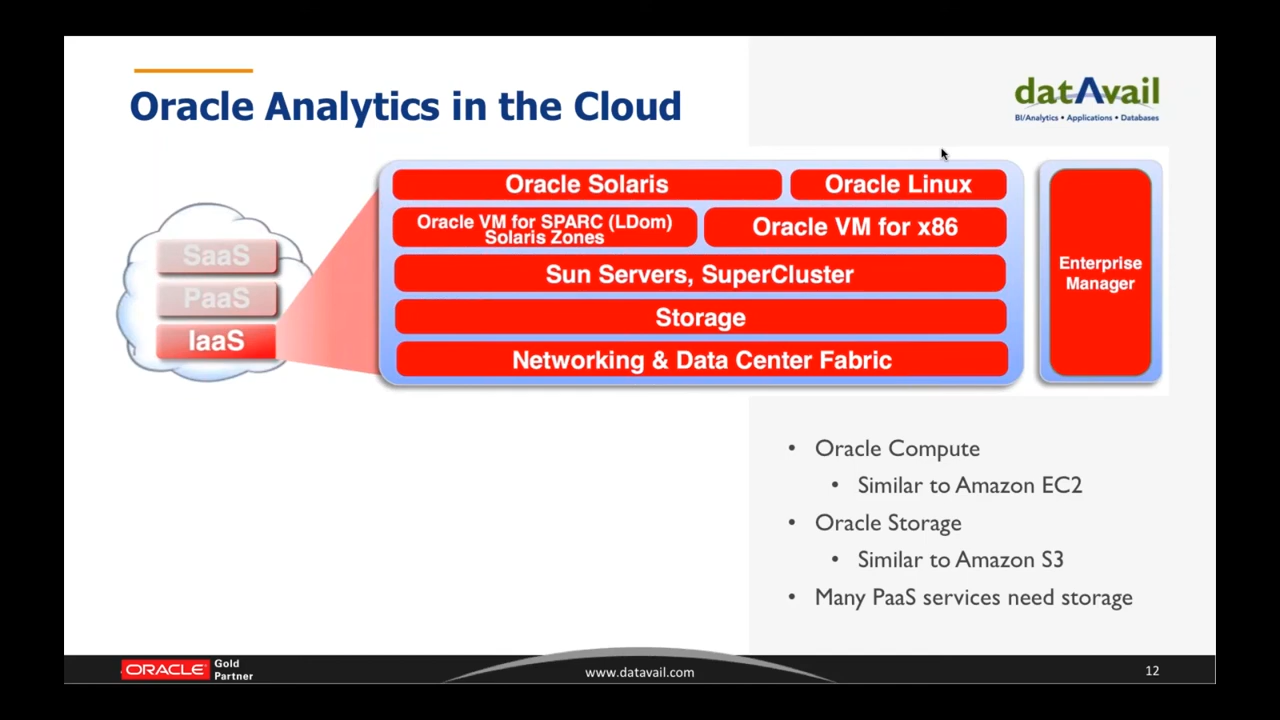 Oracle Analytics in the Cloud
datAvail
BI/Analytics • Applications • Databases
SaaS
PaaS
IaaS
Oracle Solaris
Oracle Linux
Oracle VM for SPARC (LDom)
Solaris Zones
Oracle VM for x86
Sun Servers, SuperCluster
Storage
Networking & Data Center Fabric
Enterprise
Manager
• Oracle Compute
• Similar to Amazon EC2
• Oracle Storage
• Similar to Amazon S3
• Many PaaS services need storage
ORACLE
Gold
Partner
www.datavail.com
12